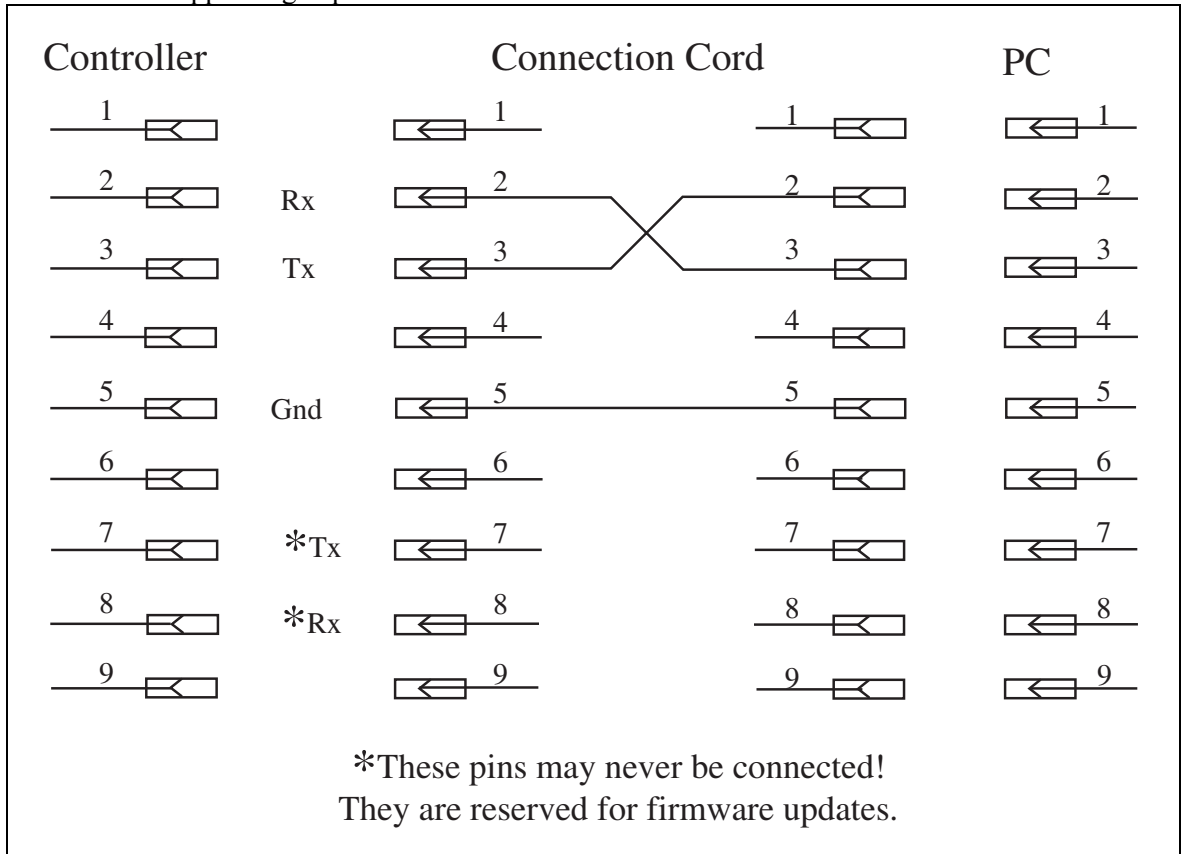 Controller Connection Cord PC
1 1 1 1
2 Rx 2 2 2
3 Tx 3 3 3
4 4 4 4
5 Gnd 5 5 5
6 6 6 6
7 *Tx 7 7 7
8 *Rx 8 8 8
9 9 9 9
*These pins may never be connected!
They are reserved for firmware updates.